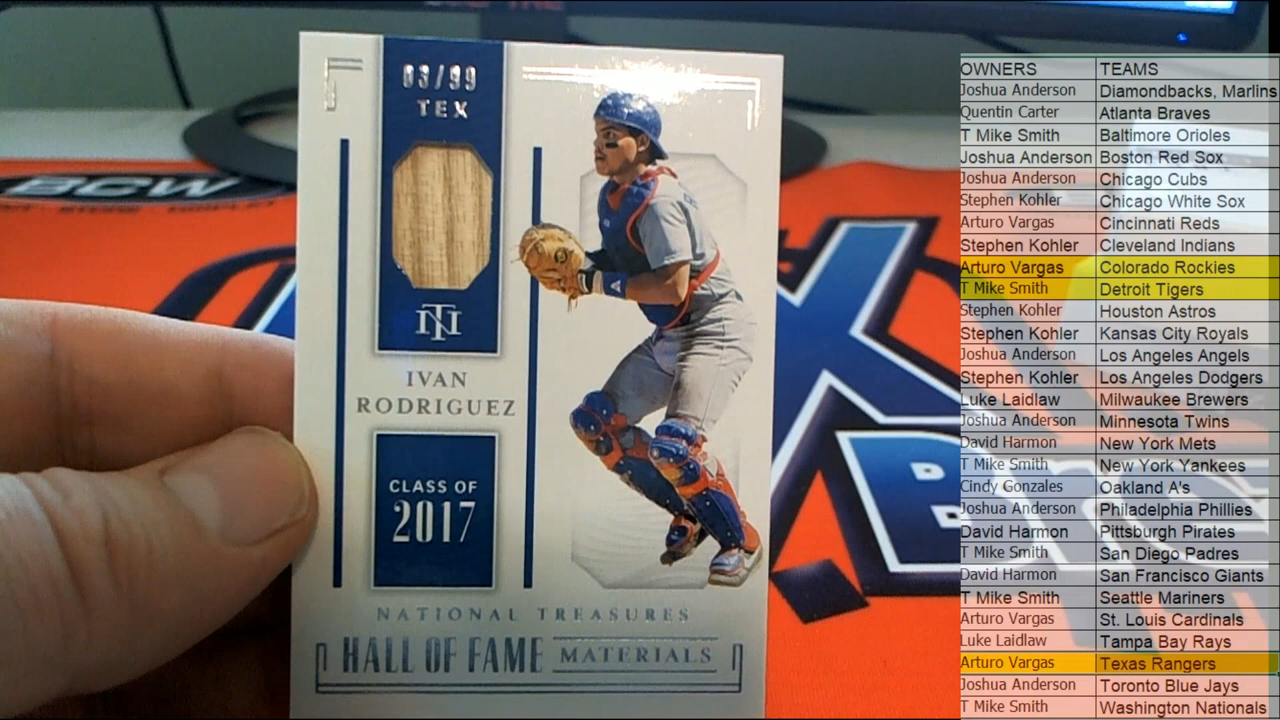 BCW
03/99
TEX
NT
IVAN
RODRIGUEZ
CLASS OF
2017
NATIONAL TREASURES
HALL OF FAME MATERIALS
OWNERS TEAMS
Joshua Anderson Diamondbacks, Marlins
Quentin Carter Atlanta Braves
T Mike Smith Baltimore Orioles
Joshua Anderson Boston Red Sox
Joshua Anderson Chicago Cubs
Stephen Kohler Chicago White Sox
Arturo Vargas Cincinnati Reds
Stephen Kohler Cleveland Indians
Arturo Vargas Colorado Rockies
T Mike Smith Detroit Tigers
Stephen Kohler Houston Astros
Stephen Kohler Kansas City Royals
Joshua Anderson Los Angeles Angels
Stephen Kohler Los Angeles Dodgers
Luke Laidlaw Milwaukee Brewers
Joshua Anderson Minnesota Twins
David Harmon New York Mets
T Mike Smith New York Yankees
Cindy Gonzales Oakland A's
Joshua Anderson Philadelphia Phillies
David Harmon Pittsburgh Pirates
T Mike Smith San Diego Padres
David Harmon San Francisco Giants
T Mike Smith Seattle Mariners
Arturo Vargas St. Louis Cardinals
Luke Laidlaw Tampa Bay Rays
Arturo Vargas Texas Rangers
Joshua Anderson Toronto Blue Jays
T Mike Smith Washington Nationals